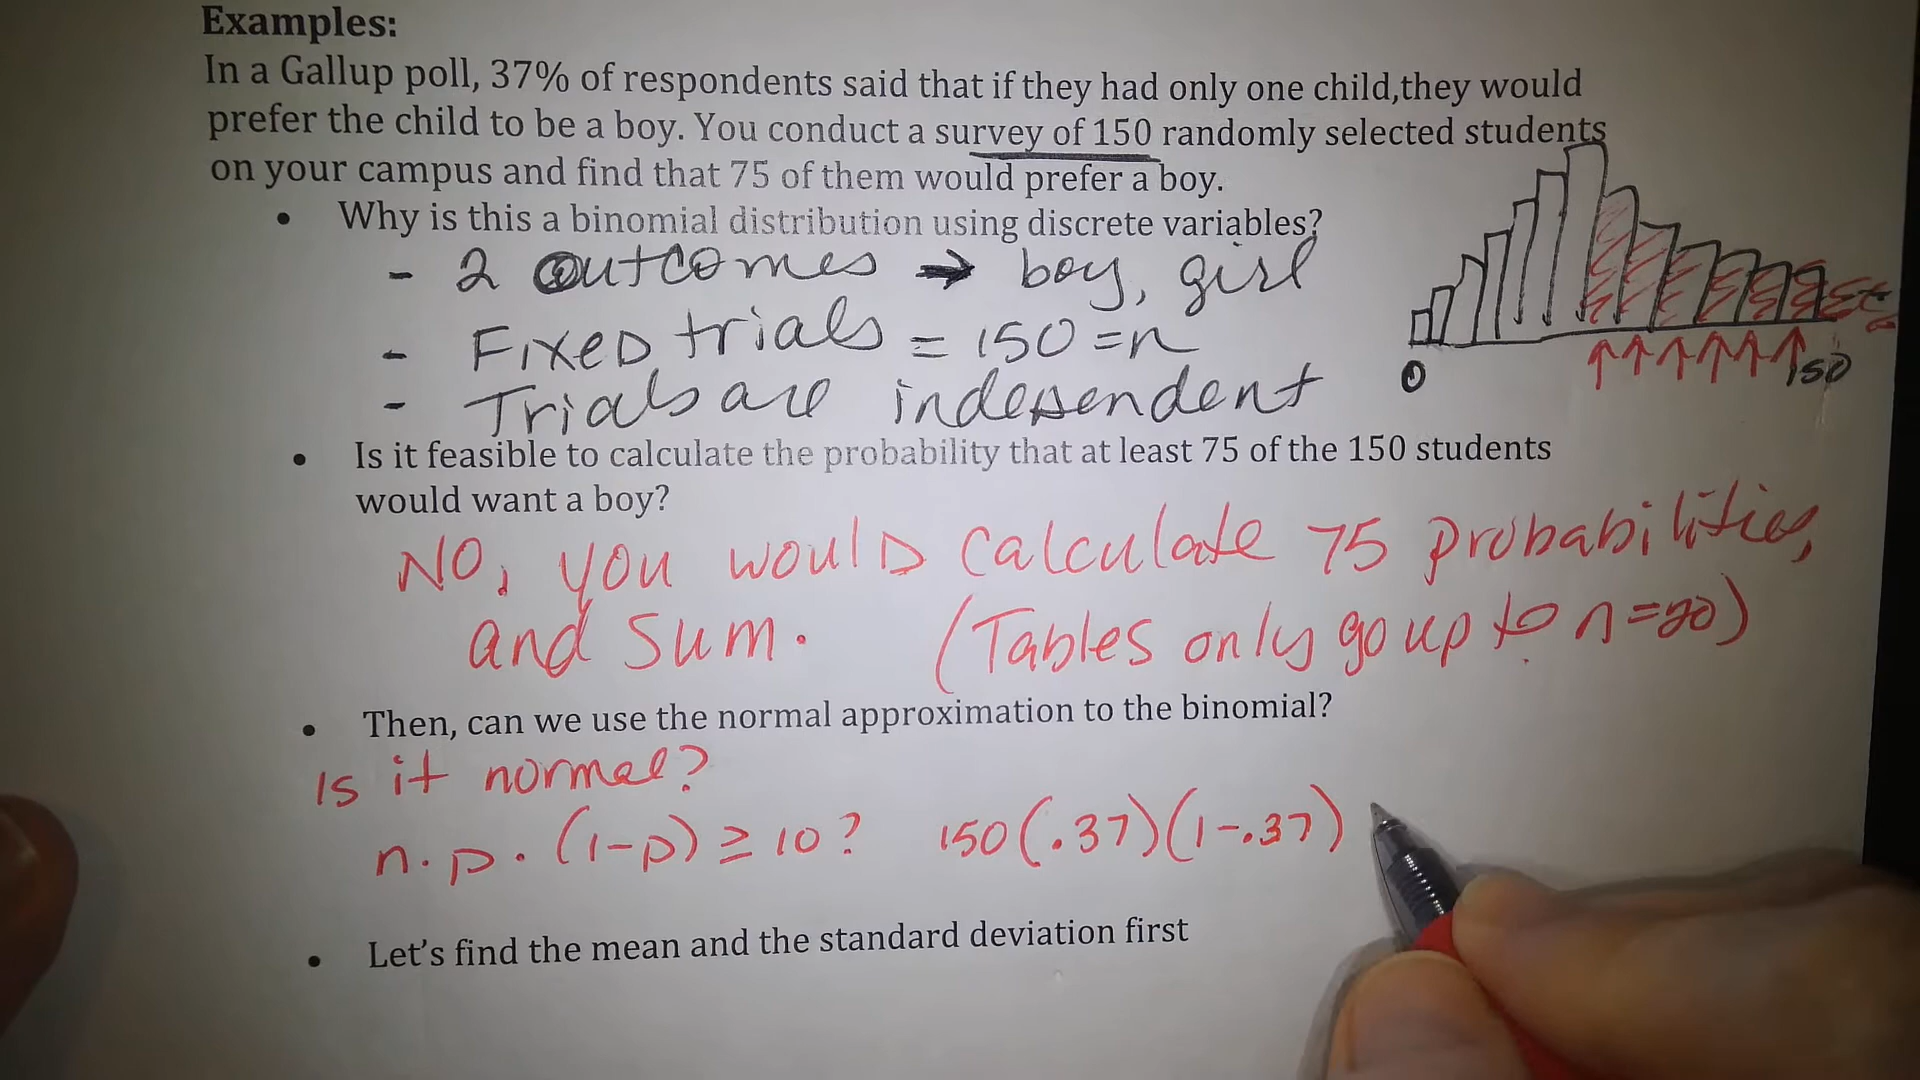 Examples:
In a Gallup poll, 37% of respondents said that if they had only one child,they would
prefer the child to be a boy. You conduct a survey of 150 randomly selected students
on your campus and find that 75 of them would prefer a boy.
• Why is this a binomial distribution using discrete variables?
- 2 outcomes → boy, girl
- Fixed trials = 150 = n
- Trials are independent
0 150
• Is it feasible to calculate the probability that at least 75 of the 150 students
would want a boy?
No, you would calculate 75 probabilities,
and sum. (Tables only go up to n=20)
• Then, can we use the normal approximation to the binomial?
Is it normal?
n·p·(1-p) ≥ 10? 150(.37)(1-.37)
• Let's find the mean and the standard deviation first